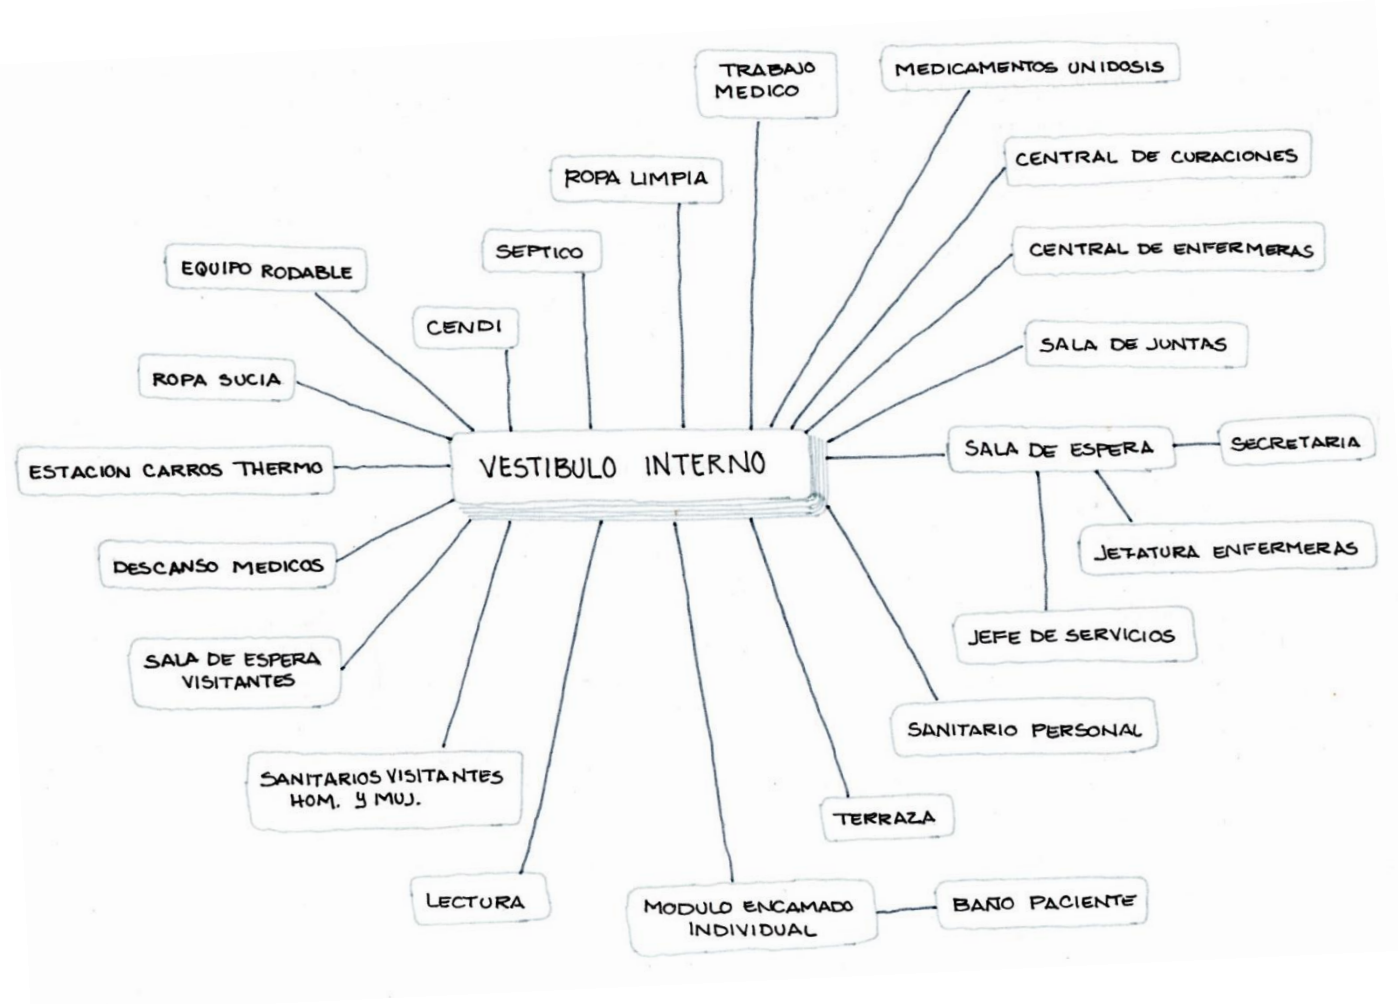 TRABAJO
MEDICO
MEDICAMENTOS UNIDOSIS
CENTRAL DE CURACIONES
ROPA LIMPIA
CENTRAL DE ENFERMERAS
SEPTICO
EQUIPO RODABLE
CENDI
SALA DE JUNTAS
ROPA SUCIA
SALA DE ESPERA
SECRETARIA
VESTIBULO INTERNO
ESTACION CARROS THERMO
JEFATURA ENFERMERAS
DESCANSO MEDICOS
JEFE DE SERVICIOS
SALA DE ESPERA
VISITANTES
SANITARIO PERSONAL
SANITARIOS VISITANTES
HOM. Y MUJ.
TERRAZA
LECTURA
MODULO ENCAMADO
INDIVIDUAL
BAÑO PACIENTE